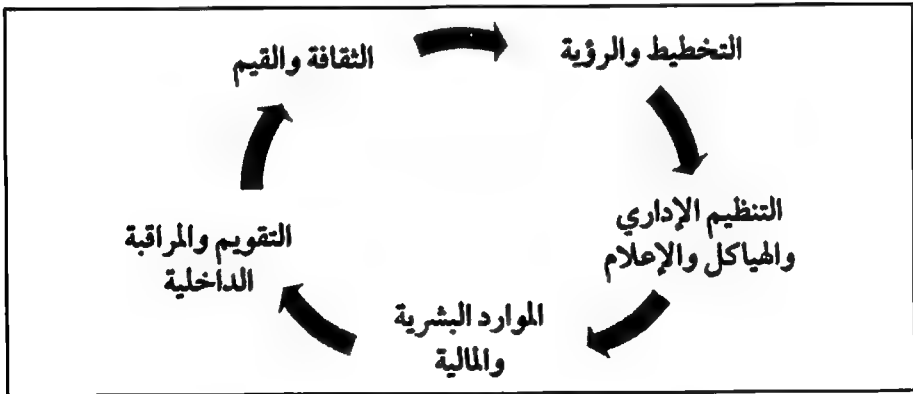 التخطيط والرؤية
الثقافة والقيم
التنظيم الإداري
والهياكل والإعلام
التقويم والمراقبة
الداخلية
الموارد البشرية
والمالية